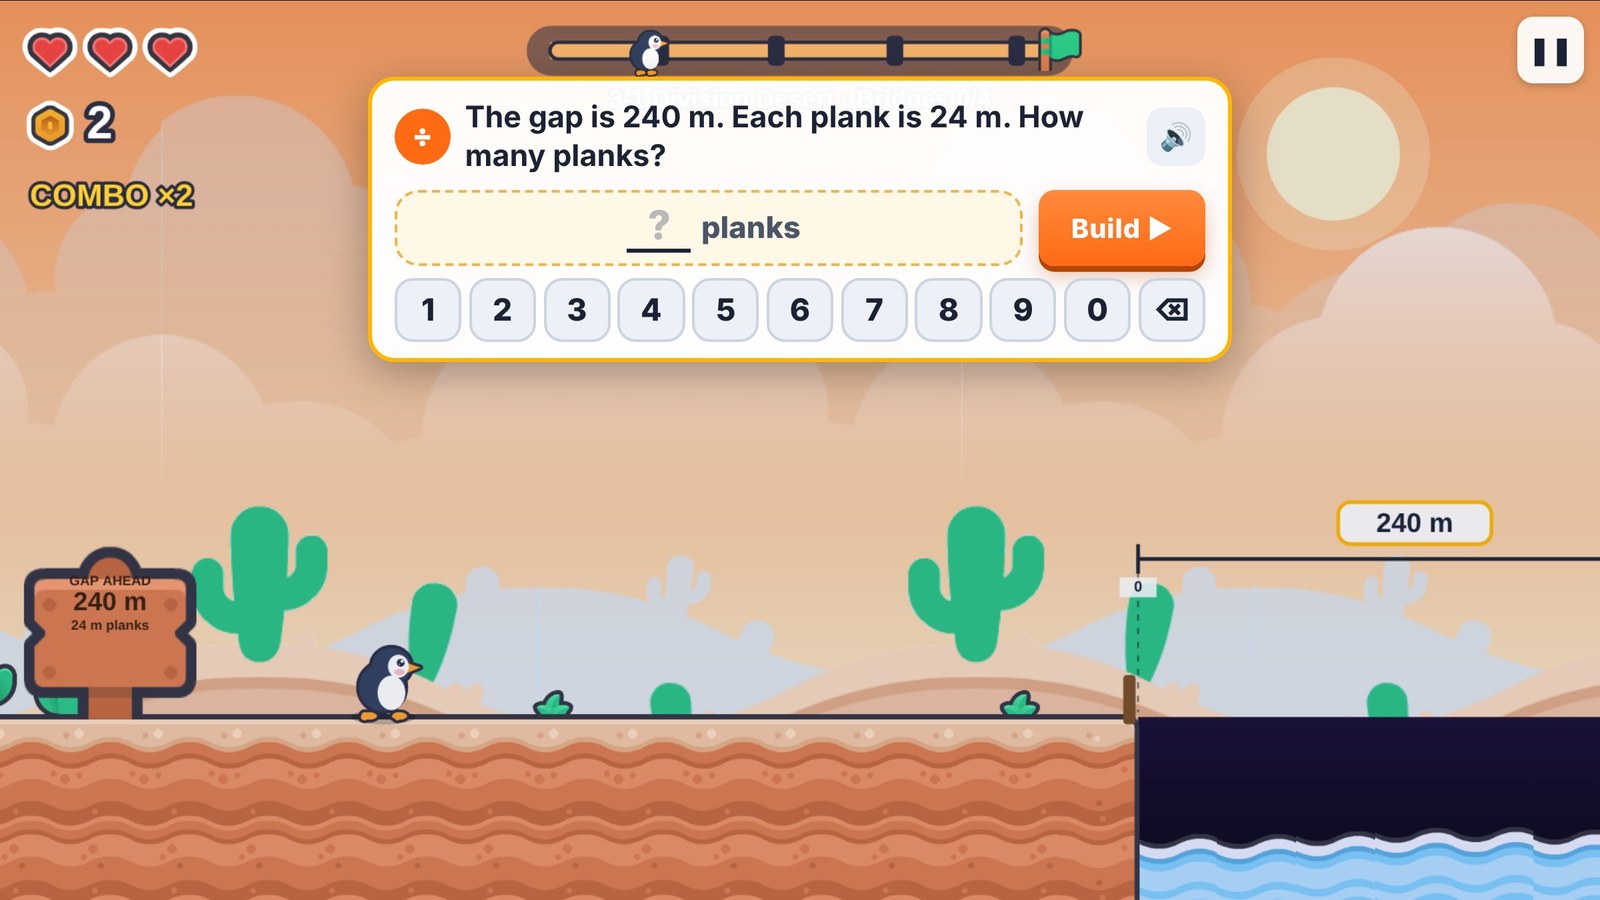 2
COMBO ×2
The gap is 240 m. Each plank is 24 m. How
many planks?
? planks
Build
1 2 3 4 5 6 7 8 9 0
240 m
0
GAP AHEAD
240 m
24 m planks